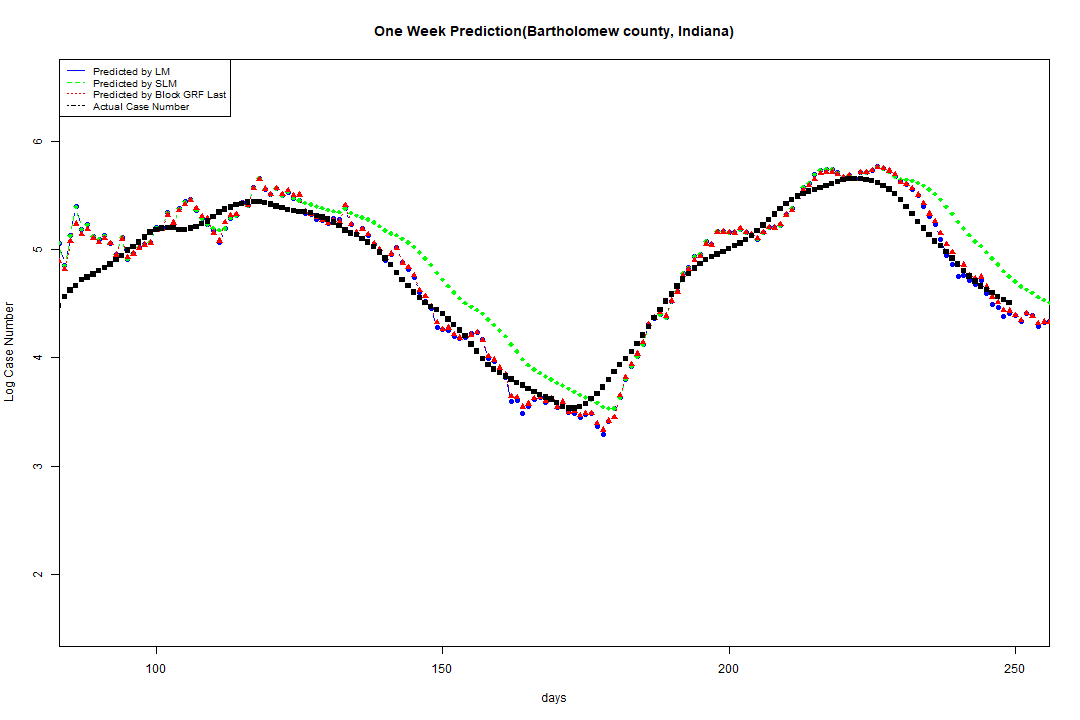 One Week Prediction(Bartholomew county, Indiana)
Predicted by LM
Predicted by SLM
Predicted by Block GRF Last
Actual Case Number
6
5
4
3
2
Log Case Number
100 150 200 250
days